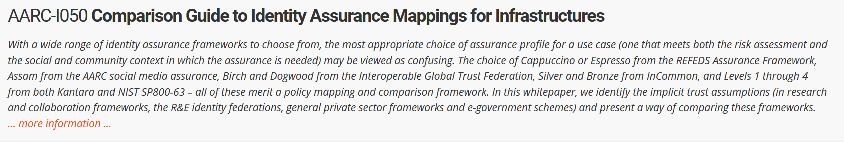 AARC-I050 Comparison Guide to Identity Assurance Mappings for Infrastructures
With a wide range of identity assurance frameworks to choose from, the most appropriate choice of assurance profile for a use case (one that meets both the risk assessment and
the social and community context in which the assurance is needed) may be viewed as confusing. The choice of Cappuccino or Espresso from the REFEDS Assurance Framework,
Assam from the AARC social media assurance, Birch and Dogwood from the Interoperable Global Trust Federation, Silver and Bronze from InCommon, and Levels 1 through 4
from both Kantara and NIST SP800-63 – all of these merit a policy mapping and comparison framework. In this whitepaper, we identify the implicit trust assumptions (in research
and collaboration frameworks, the R&E identity federations, general private sector frameworks and e-government schemes) and present a way of comparing these frameworks.
... more information ...